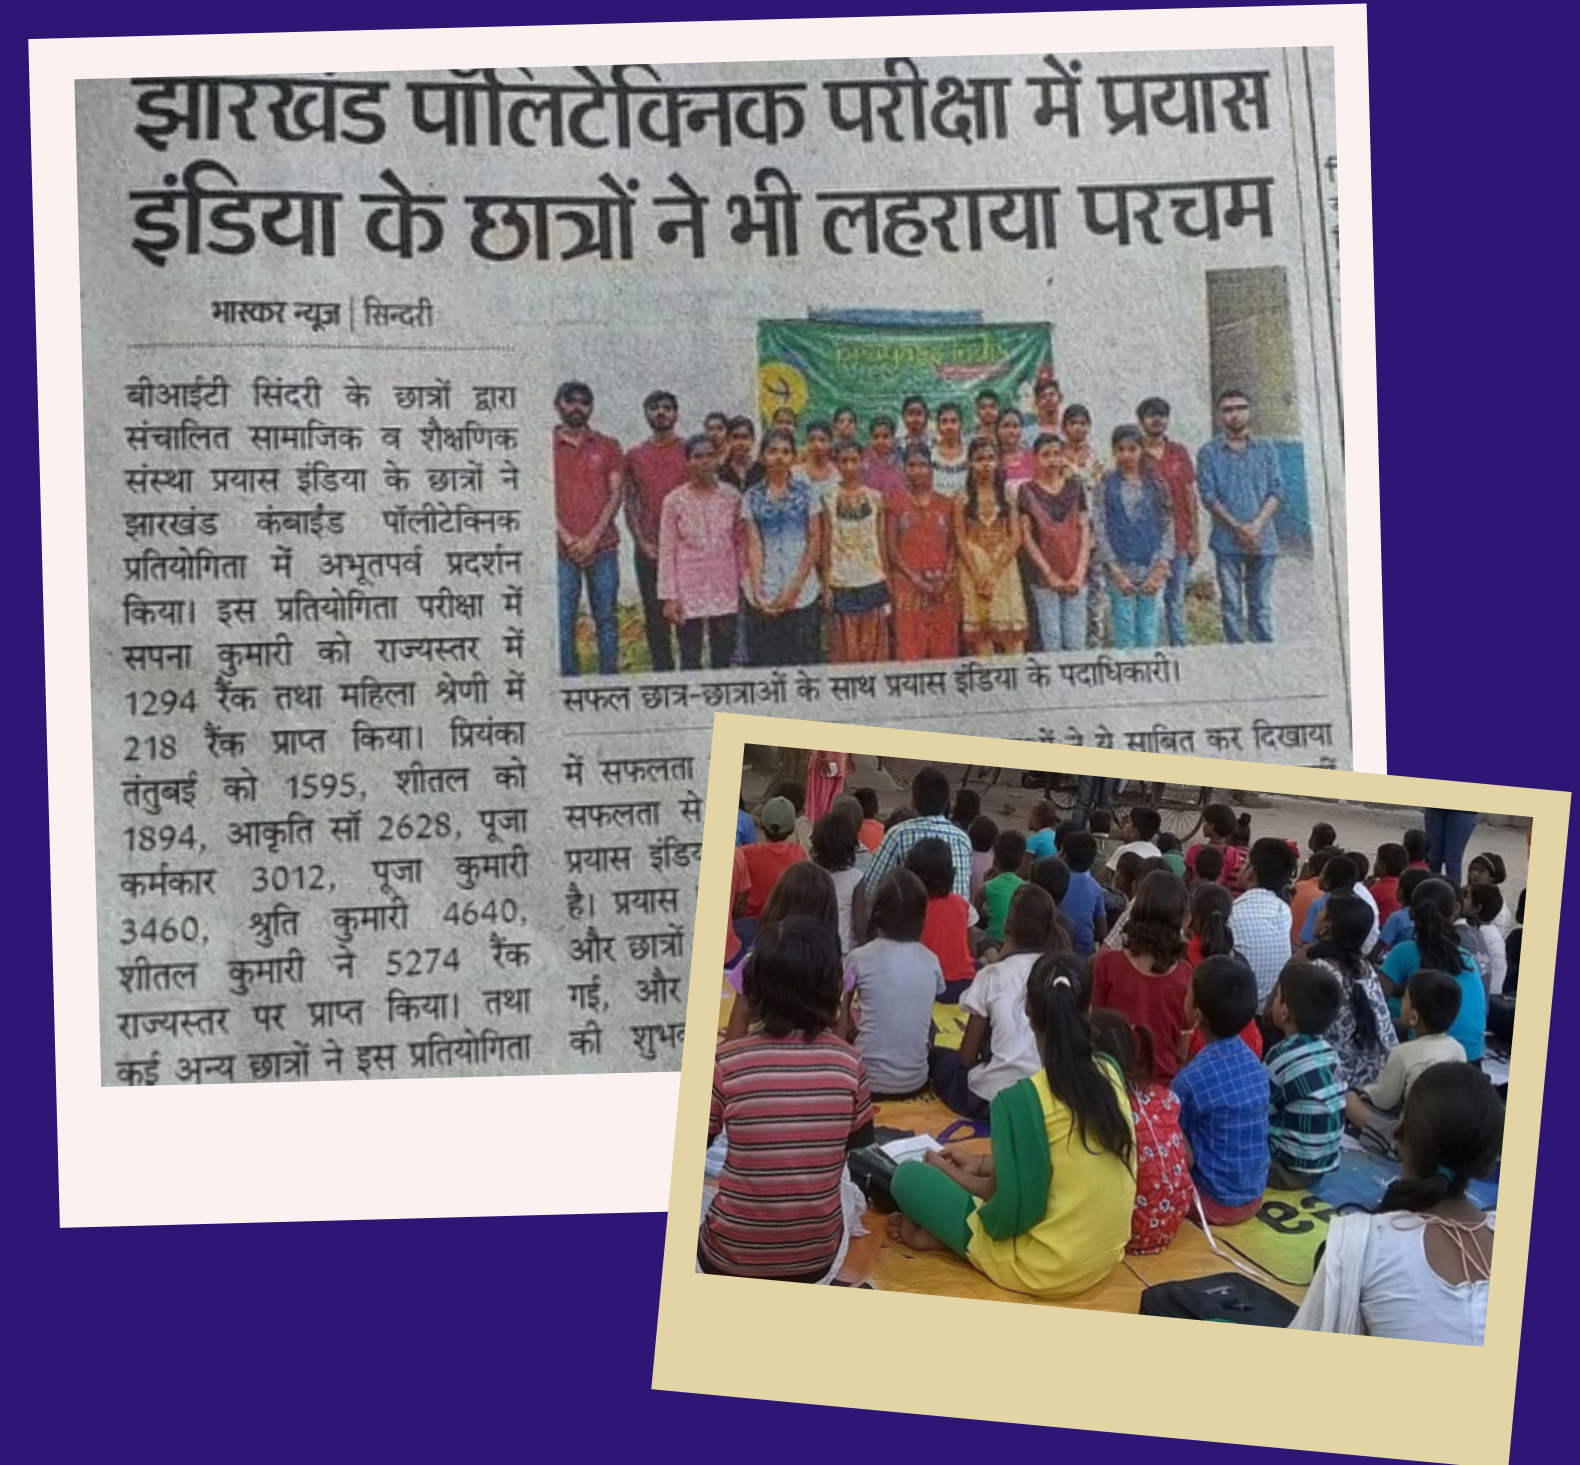 झारखंड पॉलिटेक्निक परीक्षा में प्रयास
इंडिया के छात्रों ने भी लहराया परचम
भास्कर न्यूज | सिन्दरी
बीआईटी सिंदरी के छात्रों द्वारा
संचालित सामाजिक व शैक्षणिक
संस्था प्रयास इंडिया के छात्रों ने
झारखंड कंबाईंड पॉलीटेक्निक
प्रतियोगिता में अभूतपर्व प्रदर्शन
किया। इस प्रतियोगिता परीक्षा में
सपना कुमारी को राज्यस्तर में
1294 रैंक तथा महिला श्रेणी में
218 रैंक प्राप्त किया। प्रियंका
तंतुबई को 1595, शीतल को
1894, आकृति सॉ 2628, पूजा
कर्मकार 3012, पूजा कुमारी
3460, श्रुति कुमारी 4640,
शीतल कुमारी ने 5274 रैंक
राज्यस्तर पर प्राप्त किया। तथा
कई अन्य छात्रों ने इस प्रतियोगिता
सफल छात्र-छात्राओं के साथ प्रयास इंडिया के पदाधिकारी।
में सफलता
सफलता से
प्रयास
है। प्रयास
और छात्रों
गई, और
की
ने ये साबित कर दिखाया